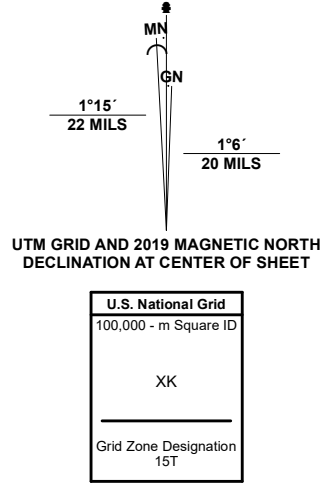 MN
GN
1°15´
22 MILS
1°6´
20 MILS
UTM GRID AND 2019 MAGNETIC NORTH
DECLINATION AT CENTER OF SHEET
U.S. National Grid
100,000 - m Square ID
XK
Grid Zone Designation
15T